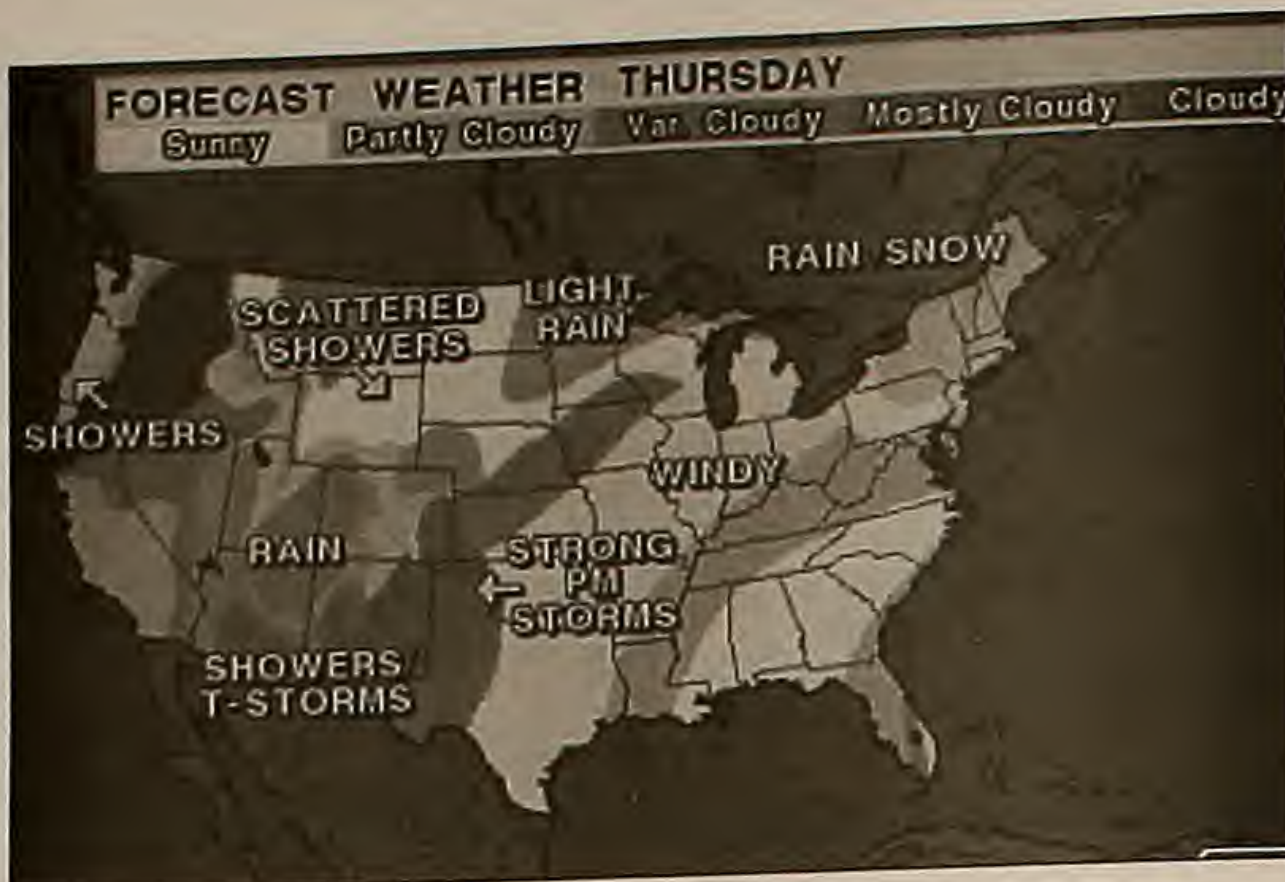 FORECAST WEATHER THURSDAY
Sunny Partly Cloudy Var. Cloudy Mostly Cloudy Cloudy
RAIN SNOW
LIGHT
RAIN
SCATTERED
SHOWERS
SHOWERS
WINDY
RAIN
STRONG
PM
STORMS
SHOWERS
T-STORMS